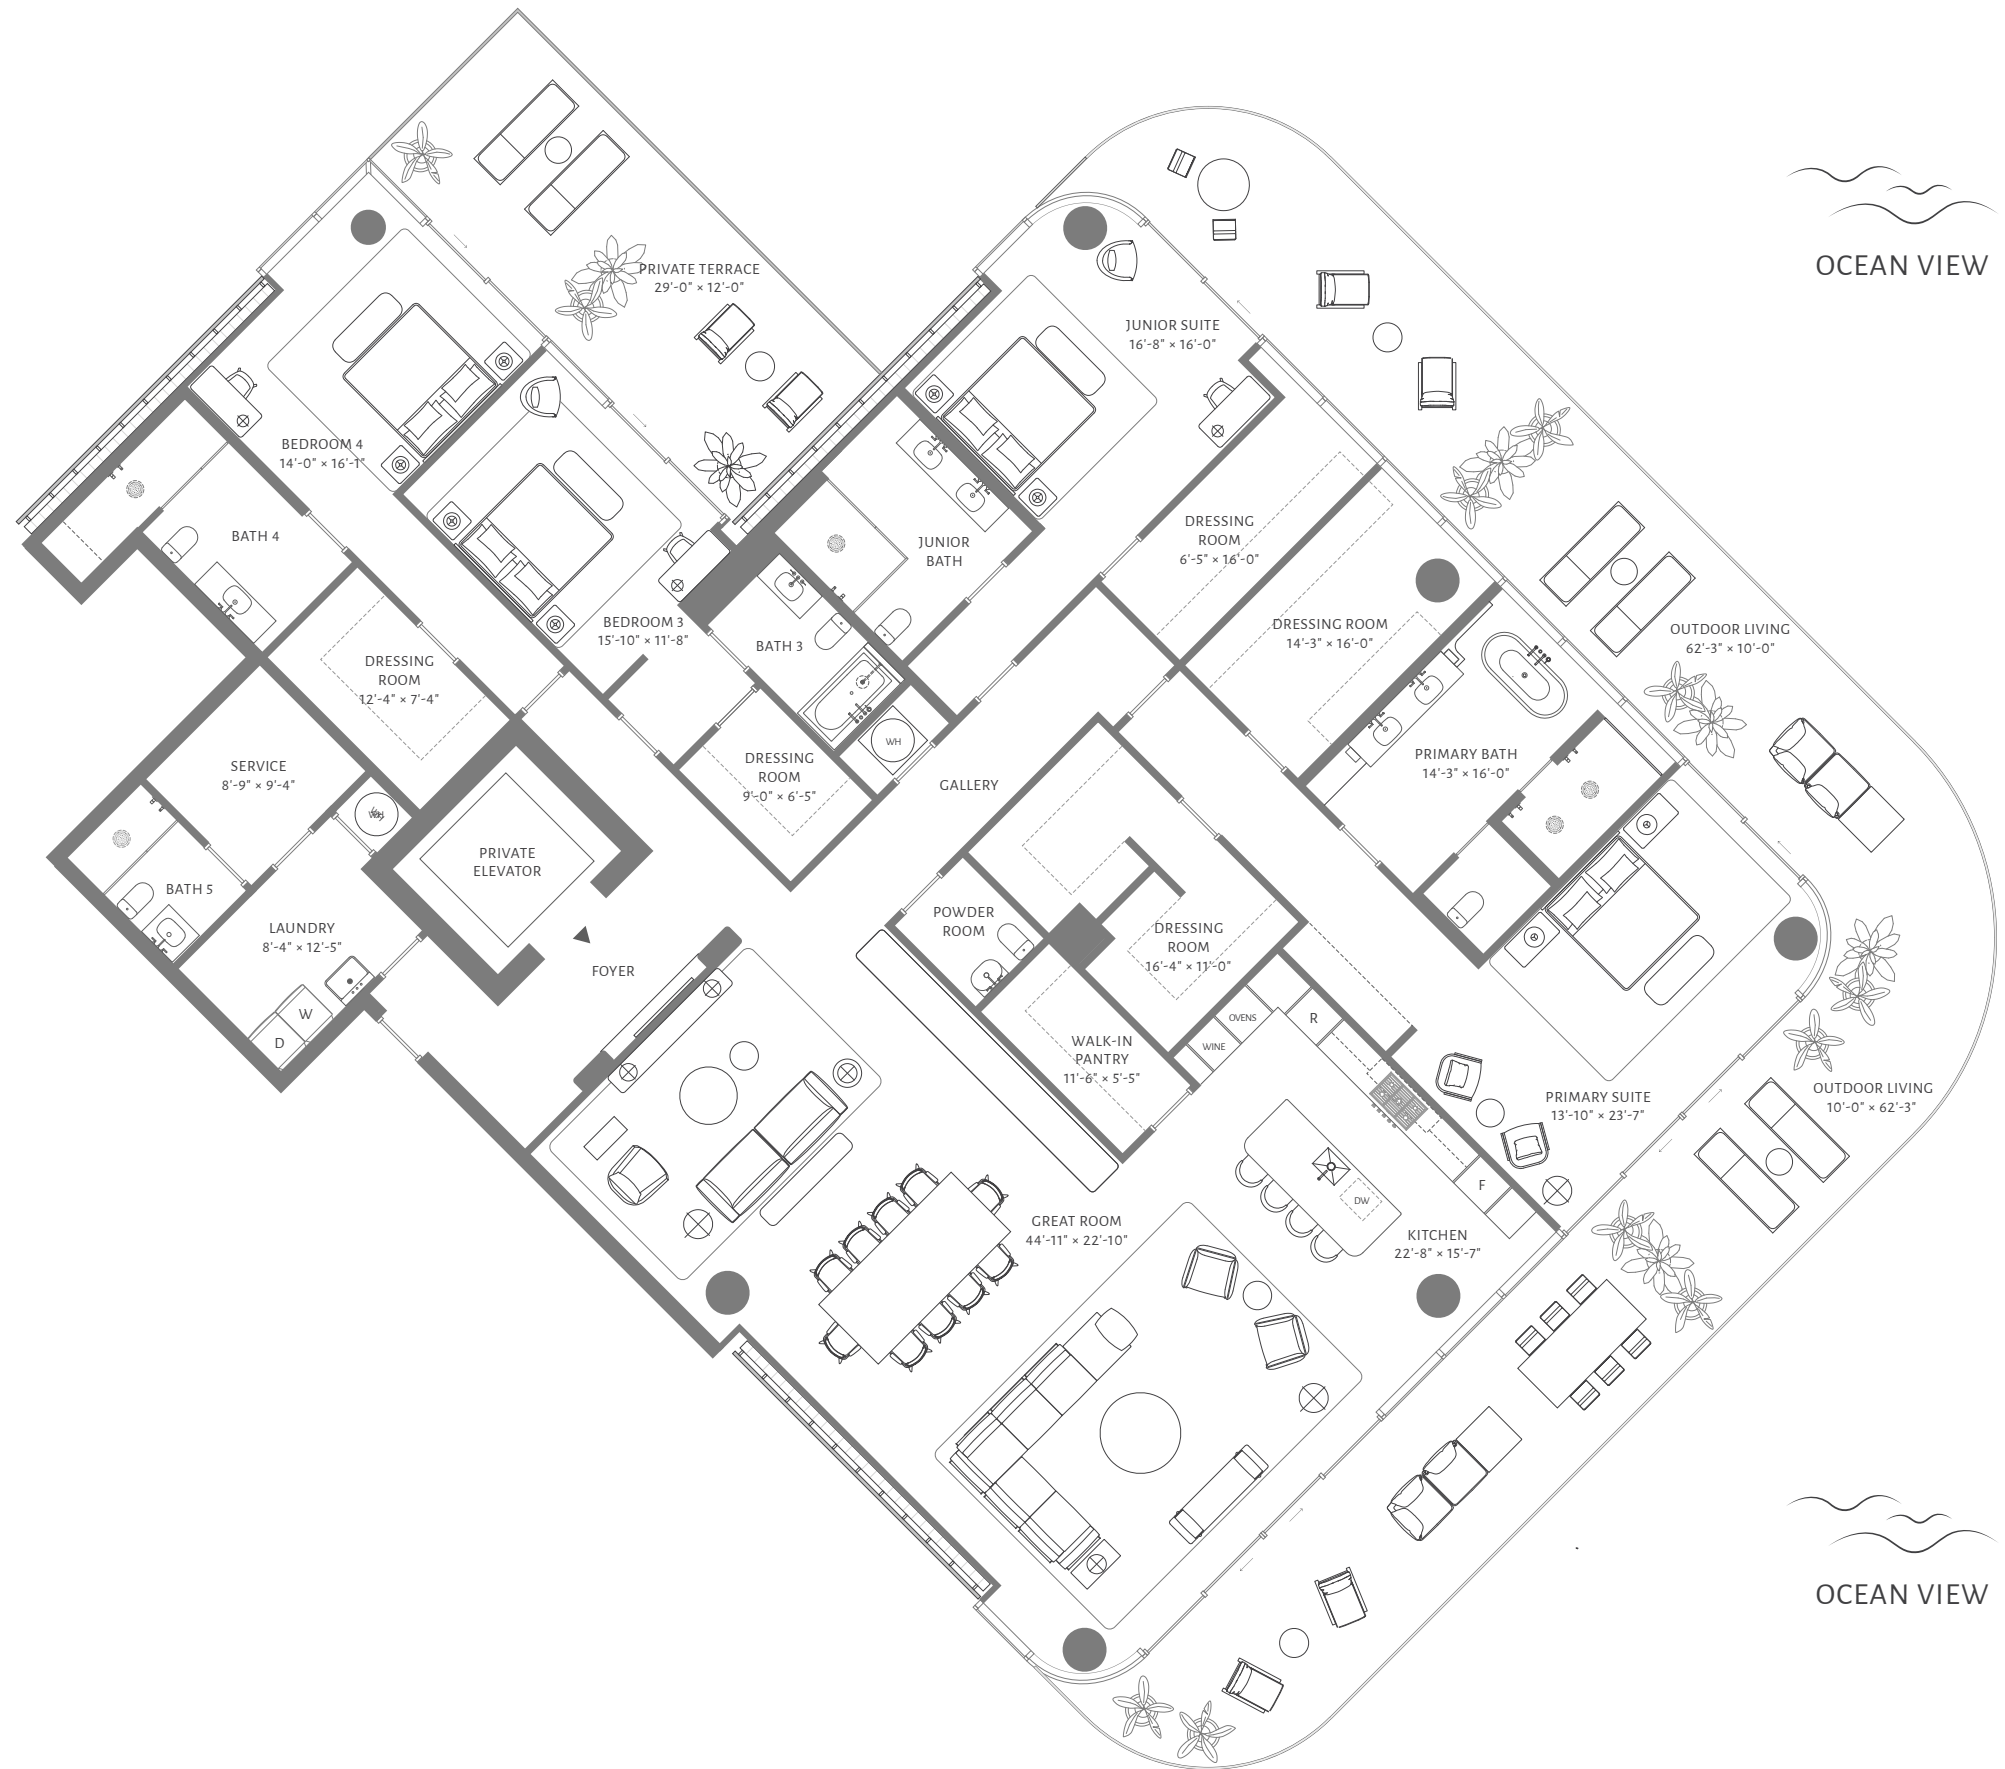 OCEAN VIEW
PRIVATE TERRACE
29'-0" × 12'-0"
JUNIOR SUITE
16'-8" × 16'-0"
BEDROOM 4
14'-0" × 16'-1"
BATH 4
JUNIOR
BATH
DRESSING
ROOM
6'-5" × 16'-0"
BEDROOM 3
15'-10" × 11'-8"
BATH 3
DRESSING ROOM
14'-3" × 16'-0"
OUTDOOR LIVING
62'-3" × 10'-0"
DRESSING
ROOM
12'-4" × 7'-4"
SERVICE
8'-9" × 9'-4"
DRESSING
ROOM
9'-0" × 6'-5"
WH
GALLERY
PRIMARY BATH
14'-3" × 16'-0"
PRIVATE
ELEVATOR
BATH 5
LAUNDRY
8'-4" × 12'-5"
FOYER
POWDER
ROOM
DRESSING
ROOM
16'-4" × 11'-0"
W
D
OVENS
R
WINE
WALK-IN
PANTRY
11'-6" × 5'-5"
PRIMARY SUITE
13'-10" × 23'-7"
OUTDOOR LIVING
10'-0" × 62'-3"
F
DW
GREAT ROOM
44'-11" × 22'-10"
KITCHEN
22'-8" × 15'-7"
OCEAN VIEW